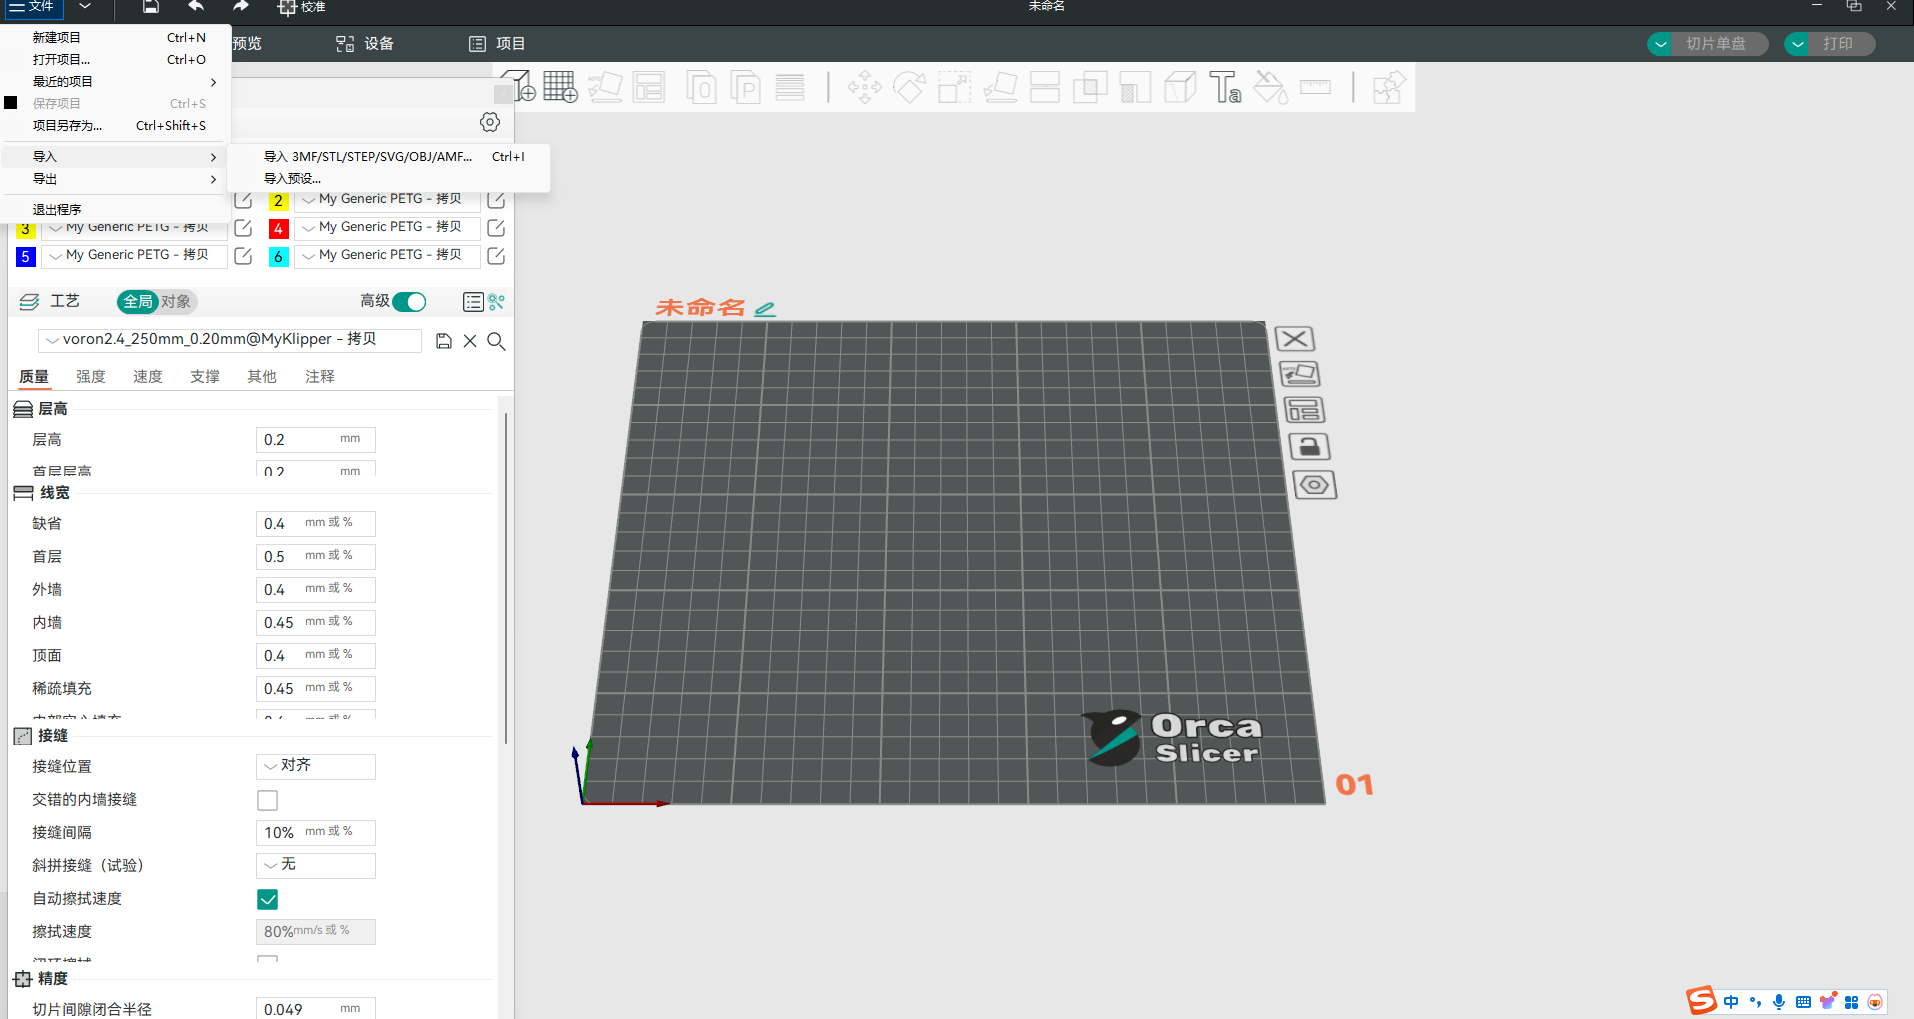 文件
校准
未命名
新建项目 Ctrl+N
打开项目... Ctrl+O
最近的项目
保存项目 Ctrl+S
项目另存为... Ctrl+Shift+S
导入
导出
退出程序
导入 3MF/STL/STEP/SVG/OBJ/AMF... Ctrl+I
导入预设...
预览
设备
项目
切片单盘
打印
2 My Generic PETG - 拷贝
3 My Generic PETG - 拷贝
4 My Generic PETG - 拷贝
5 My Generic PETG - 拷贝
6 My Generic PETG - 拷贝
工艺 全局 对象 高级
voron2.4_250mm_0.20mm@MyKlipper - 拷贝
质量 强度 速度 支撑 其他 注释
层高
层高 0.2 mm
首层层高 0.2 mm
线宽
缺省 0.4 mm 或 %
首层 0.5 mm 或 %
外墙 0.4 mm 或 %
内墙 0.45 mm 或 %
顶面 0.4 mm 或 %
稀疏填充 0.45 mm 或 %
接缝
接缝位置 对齐
交错的内墙接缝
接缝间隔 10% mm 或 %
斜拼接缝（试验） 无
自动擦拭速度
擦拭速度 80% mm/s 或 %
精度
切片间隙闭合半径 0.049 mm
未命名
Orca
Slicer
01
中